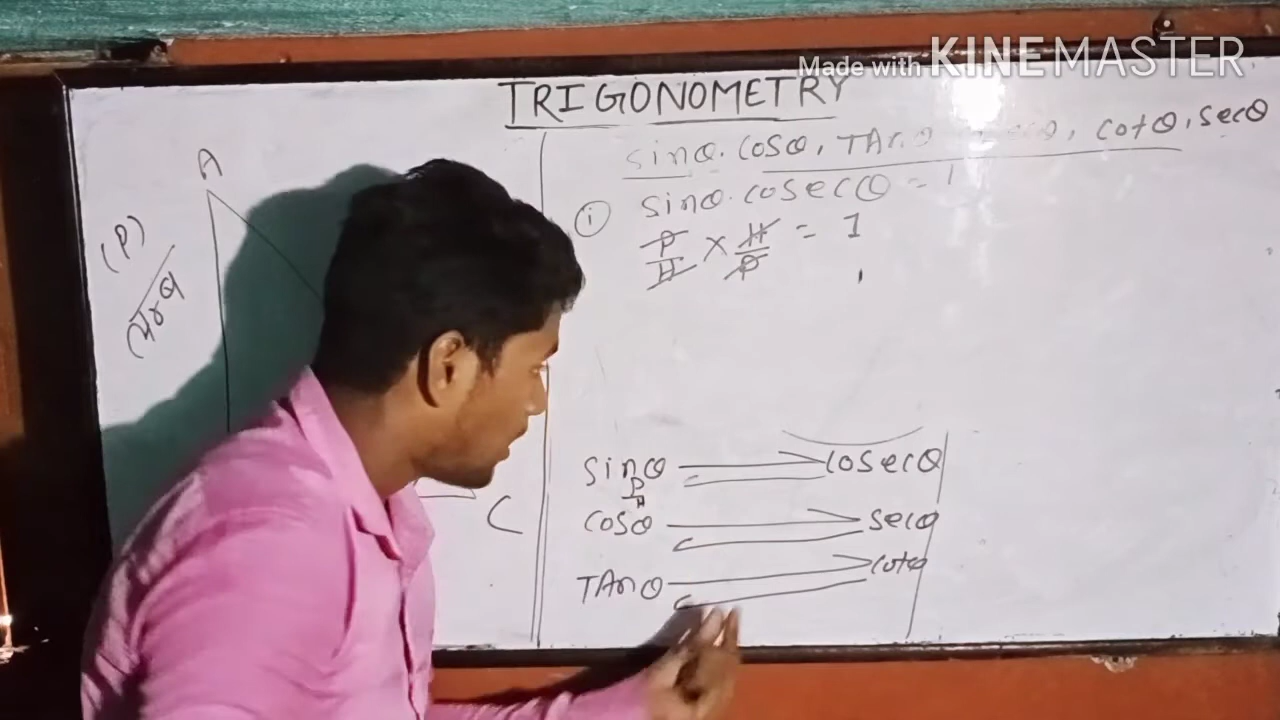 Made with KINEMASTER
TRIGONOMETRY
sinθ. cosθ, TAnθ, cotθ, secθ
A
(P)
C
(i) sinθ. cosecθ = 1
P/H × H/P = 1
sinθ cosecθ
P/H
cosθ secθ
TAnθ cotθ